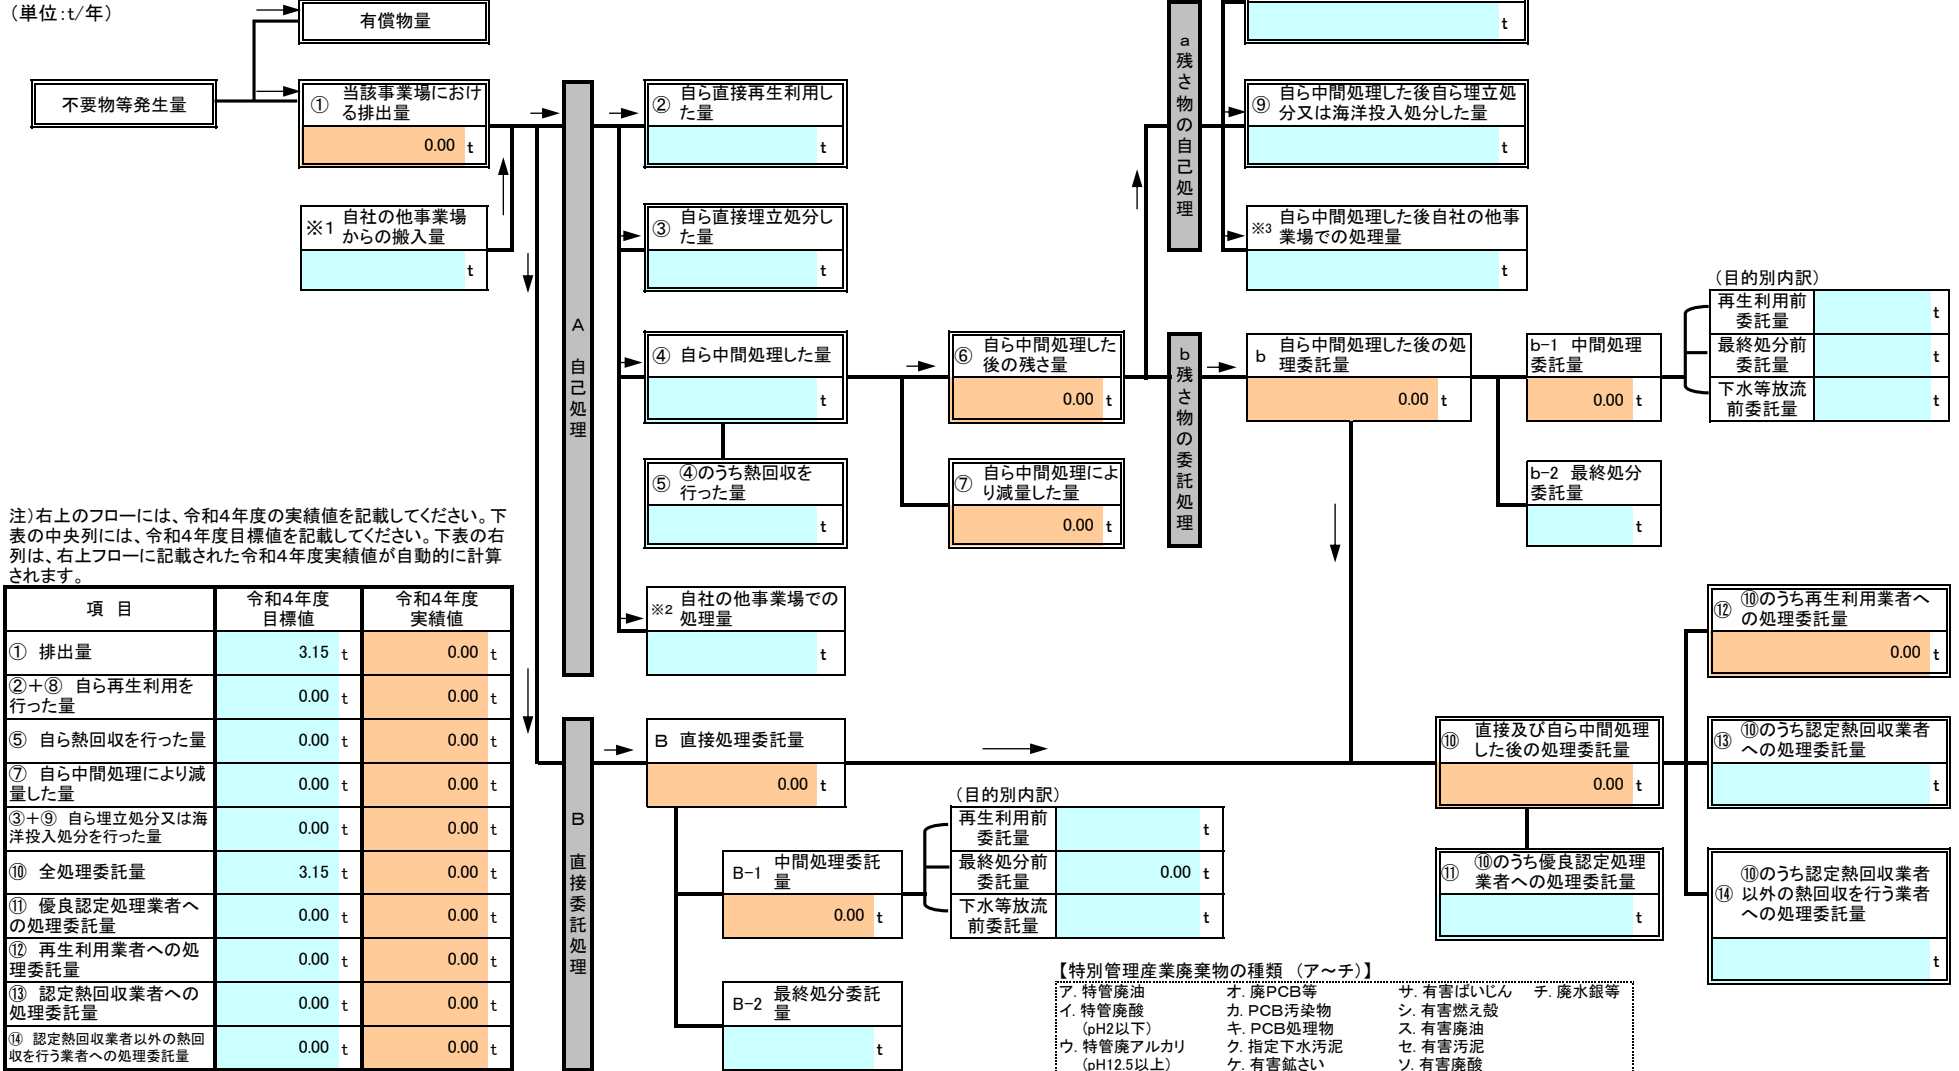 （単位：t/年）
有償物量
不要物等発生量
① 当該事業場におけ
る排出量
0.00 t
※1 自社の他事業場
からの搬入量
t
A 自己処理
② 自ら直接再生利用し
た量
t
③ 自ら直接埋立処分し
た量
t
④ 自ら中間処理した量
t
⑤ ④のうち熱回収を
行った量
t
※2 自社の他事業場での
処理量
t
⑥ 自ら中間処理した
後の残さ量
0.00 t
⑦ 自ら中間処理によ
り減量した量
0.00 t
a 残さ物の自己処理
t
⑨ 自ら中間処理した後自ら埋立処
分又は海洋投入処分した量
t
※3 自ら中間処理した後自社の他事
業場での処理量
t
b 残さ物の委託処理
b 自ら中間処理した後の処
理委託量
0.00 t
b-1 中間処理
委託量
0.00 t
b-2 最終処分
委託量
t
（目的別内訳）
再生利用前
委託量
t
最終処分前
委託量
t
下水等放流
前委託量
t
注）右上のフローには、令和4年度の実績値を記載してください。下
表の中央列には、令和4年度目標値を記載してください。下表の右
列は、右上フローに記載された令和4年度実績値が自動的に計算
されます。
項 目 令和4年度 目標値 令和4年度 実績値
① 排出量 3.15 t 0.00 t
②＋⑧ 自ら再生利用を
行った量 0.00 t 0.00 t
⑤ 自ら熱回収を行った量 0.00 t 0.00 t
⑦ 自ら中間処理により減
量した量 0.00 t 0.00 t
③＋⑨ 自ら埋立処分又は海
洋投入処分を行った量 0.00 t 0.00 t
⑩ 全処理委託量 3.15 t 0.00 t
⑪ 優良認定処理業者へ
の処理委託量 0.00 t 0.00 t
⑫ 再生利用業者への処
理委託量 0.00 t 0.00 t
⑬ 認定熱回収業者への
処理委託量 0.00 t 0.00 t
⑭ 認定熱回収業者以外の熱回
収を行う業者への処理委託量 0.00 t 0.00 t
B 直接委託処理
B 直接処理委託量
0.00 t
B-1 中間処理委託
量
0.00 t
B-2 最終処分委託
量
t
（目的別内訳）
再生利用前
委託量
t
最終処分前
委託量
0.00 t
下水等放流
前委託量
t
⑩ 直接及び自ら中間処理
した後の処理委託量
0.00 t
⑪ ⑩のうち優良認定処理
業者への処理委託量
t
⑫ ⑩のうち再生利用業者へ
の処理委託量
0.00 t
⑬ ⑩のうち認定熱回収業者
への処理委託量
t
⑭ ⑩のうち認定熱回収業者
以外の熱回収を行う業者
への処理委託量
t
【特別管理産業廃棄物の種類 （ア～チ）】
ア. 特管廃油 オ. 廃PCB等 サ. 有害ばいじん チ. 廃水銀等
イ. 特管廃酸 カ. PCB汚染物 シ. 有害燃え殻
（pH2以下） キ. PCB処理物 ス. 有害廃油
ウ. 特管廃アルカリ ク. 指定下水汚泥 セ. 有害汚泥
（pH12.5以上） ケ. 有害鉱さい ソ. 有害廃酸